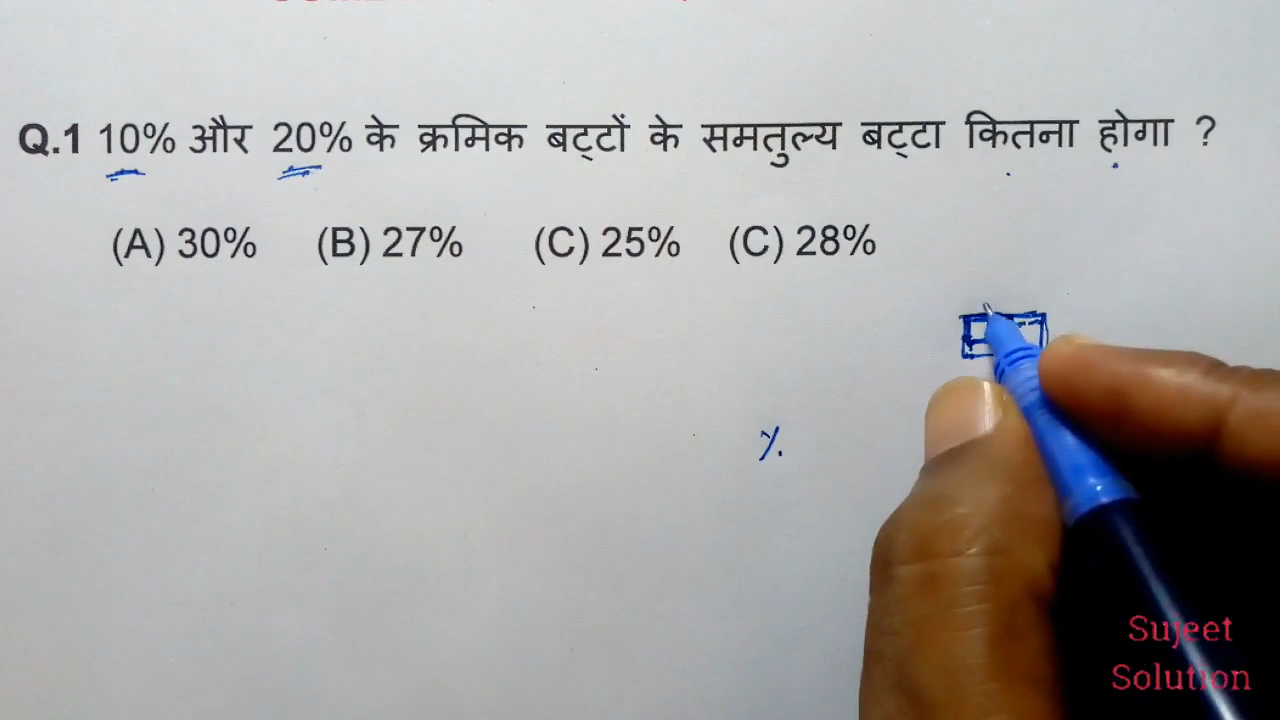 Q.1 10% और 20% के क्रमिक बट्टों के समतुल्य बट्टा कितना होगा ?
(A) 30% (B) 27% (C) 25% (C) 28%
%
Sujeet
Solution